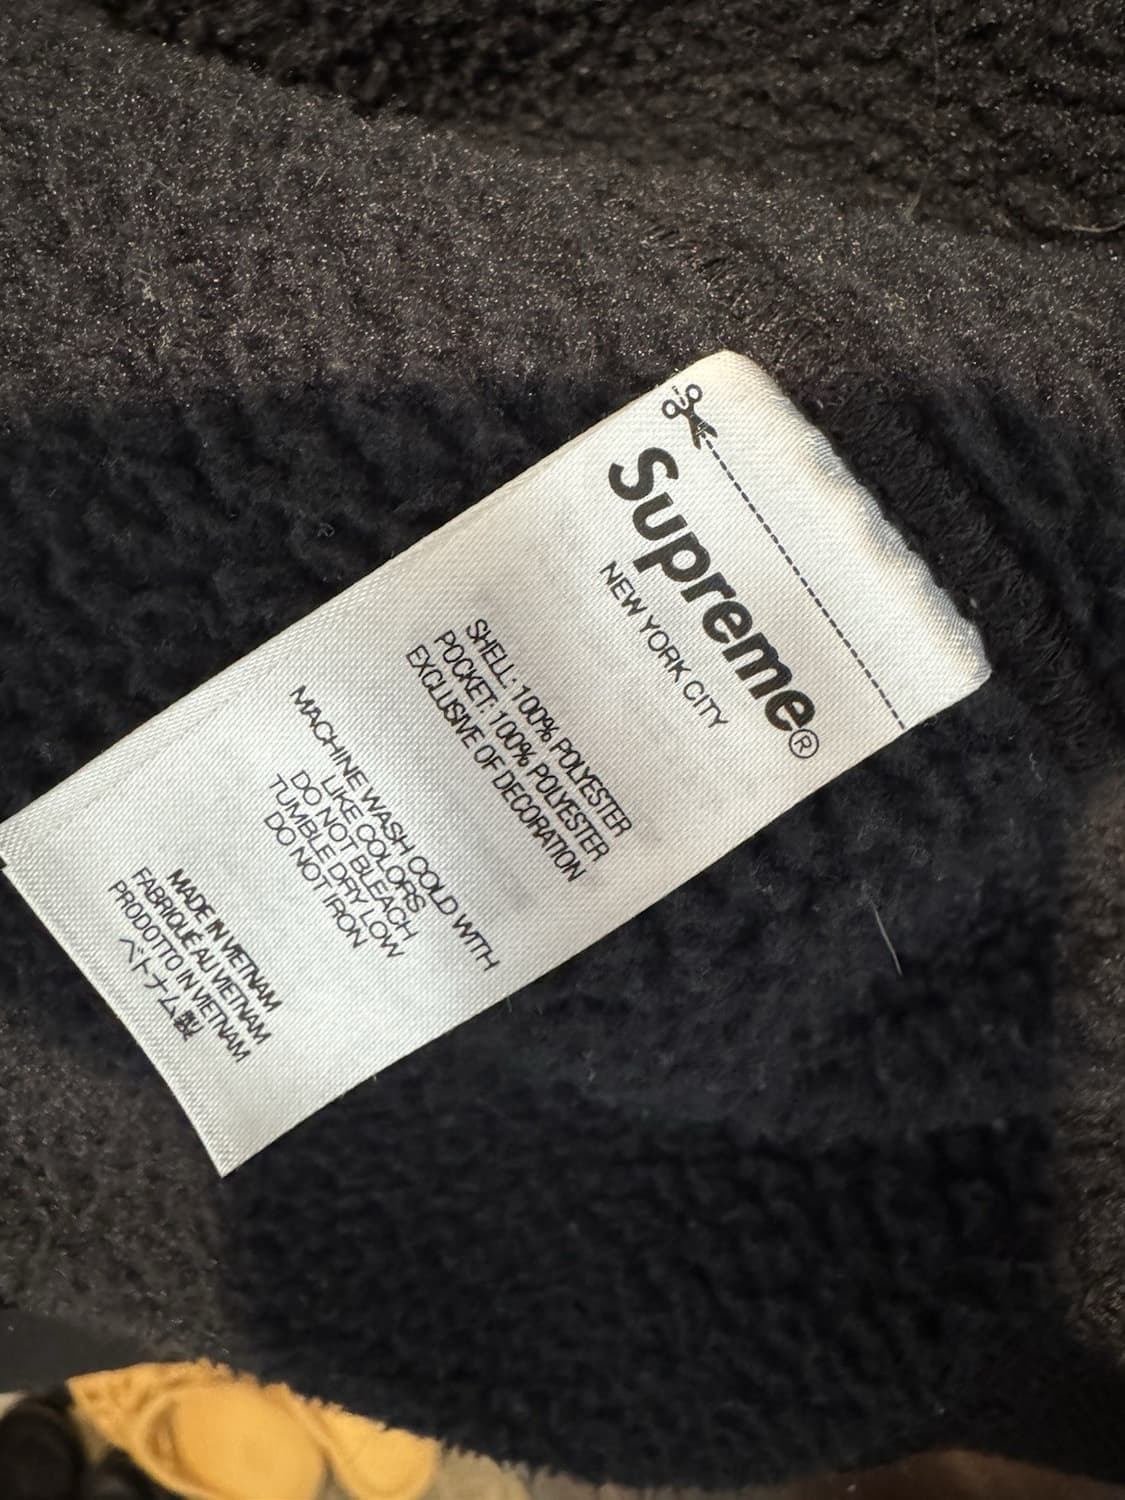 Supreme®
NEW YORK CITY
SHELL: 100% POLYESTER
POCKET: 100% POLYESTER
EXCLUSIVE OF DECORATION
MACHINE WASH COLD WITH
LIKE COLORS
DO NOT BLEACH
TUMBLE DRY LOW
DO NOT IRON
MADE IN VIETNAM
FABRIQUÉ AU VIETNAM
PRODOTTO IN VIETNAM
ベトナム製